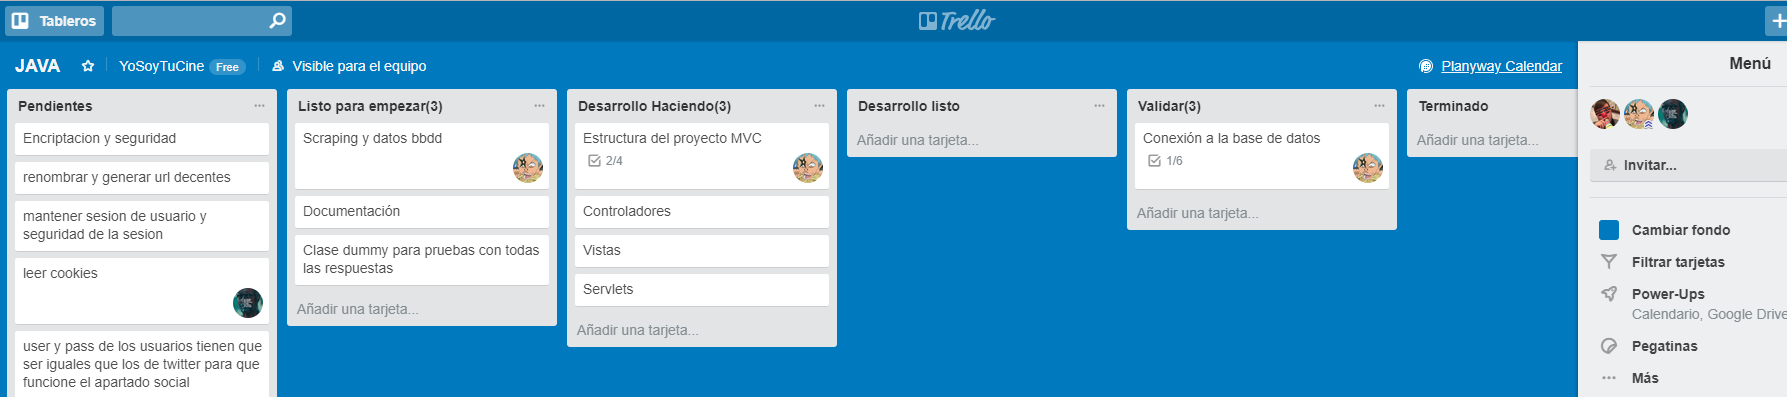 Tableros
Trello
JAVA
YoSoyTuCine Free
Visible para el equipo
Planyway Calendar
Pendientes
Encriptacion y seguridad
renombrar y generar url decentes
mantener sesion de usuario y
seguridad de la sesion
leer cookies
user y pass de los usuarios tienen que
ser iguales que los de twitter para que
funcione el apartado social
Listo para empezar(3)
Scraping y datos bbdd
Documentación
Clase dummy para pruebas con todas
las respuestas
Añadir una tarjeta...
Desarrollo Haciendo(3)
Estructura del proyecto MVC
2/4
Controladores
Vistas
Servlets
Añadir una tarjeta...
Desarrollo listo
Añadir una tarjeta...
Validar(3)
Conexión a la base de datos
1/6
Añadir una tarjeta...
Terminado
Añadir una tarjeta...
Menú
Invitar...
Cambiar fondo
Filtrar tarjetas
Power-Ups
Calendario, Google Drive
Pegatinas
Más